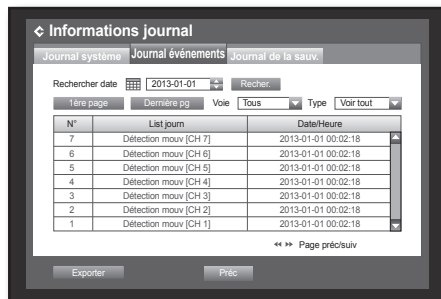 Informations journal
Journal système Journal événements Journal de la sauv.
Rechercher date 2013-01-01 Recher.
1ère page Dernière pg Voie Tous Type Voir tout
N° List journ Date/Heure
7 Détection mouv [CH 7] 2013-01-01 00:02:18
6 Détection mouv [CH 6] 2013-01-01 00:02:18
5 Détection mouv [CH 5] 2013-01-01 00:02:18
4 Détection mouv [CH 4] 2013-01-01 00:02:18
3 Détection mouv [CH 3] 2013-01-01 00:02:18
2 Détection mouv [CH 2] 2013-01-01 00:02:18
1 Détection mouv [CH 1] 2013-01-01 00:02:18
Page préc/suiv
Exporter Préc